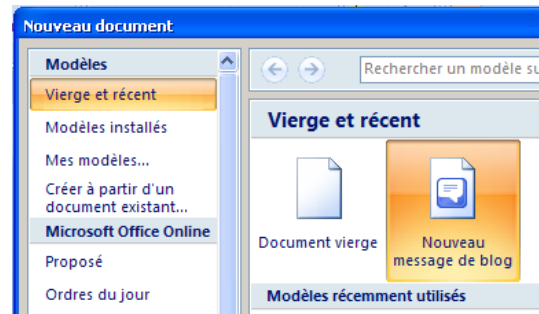 Nouveau document
Modèles
Vierge et récent
Modèles installés
Mes modèles...
Créer à partir d'un
document existant...
Microsoft Office Online
Proposé
Ordres du jour
Rechercher un modèle su
Vierge et récent
Document vierge
Nouveau
message de blog
Modèles récemment utilisés